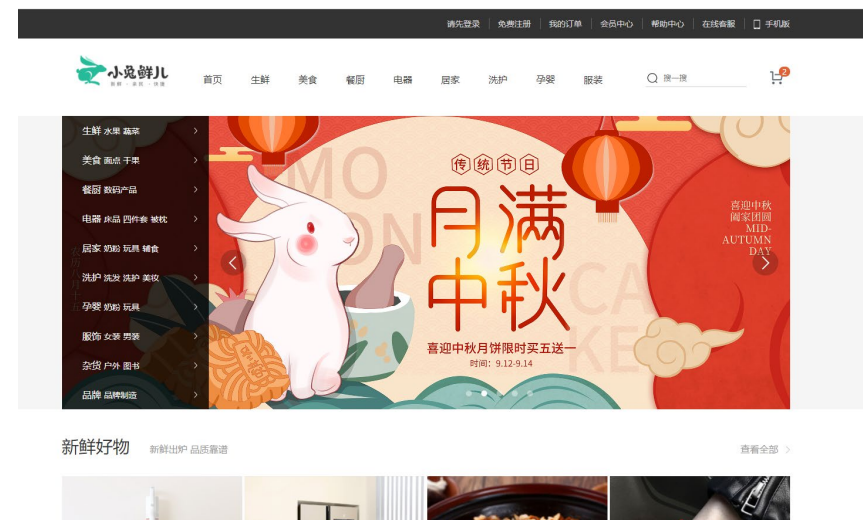 请先登录 免费注册 我的订单 会员中心 帮助中心 在线客服 手机版
小兔鲜儿
新鲜 · 亲民 · 快捷
首页 生鲜 美食 餐厨 电器 居家 洗护 孕婴 服装 搜一搜 2
生鲜 水果 蔬菜
美食 面点 干果
餐厨 数码产品
电器 床品 四件套 被枕
居家 奶粉 玩具 辅食
洗护 洗发 洗护 美妆
孕婴 奶粉 玩具
服饰 女装 男装
杂货 户外 图书
品牌 品牌制造
MO
ON
CA
KE
传统节日
月满
中秋
喜迎中秋月饼限时买五送一
时间：9.12-9.14
喜迎中秋
阖家团圆
MID-
AUTUMN
DAY
新鲜好物 新鲜出炉 品质靠谱 查看全部